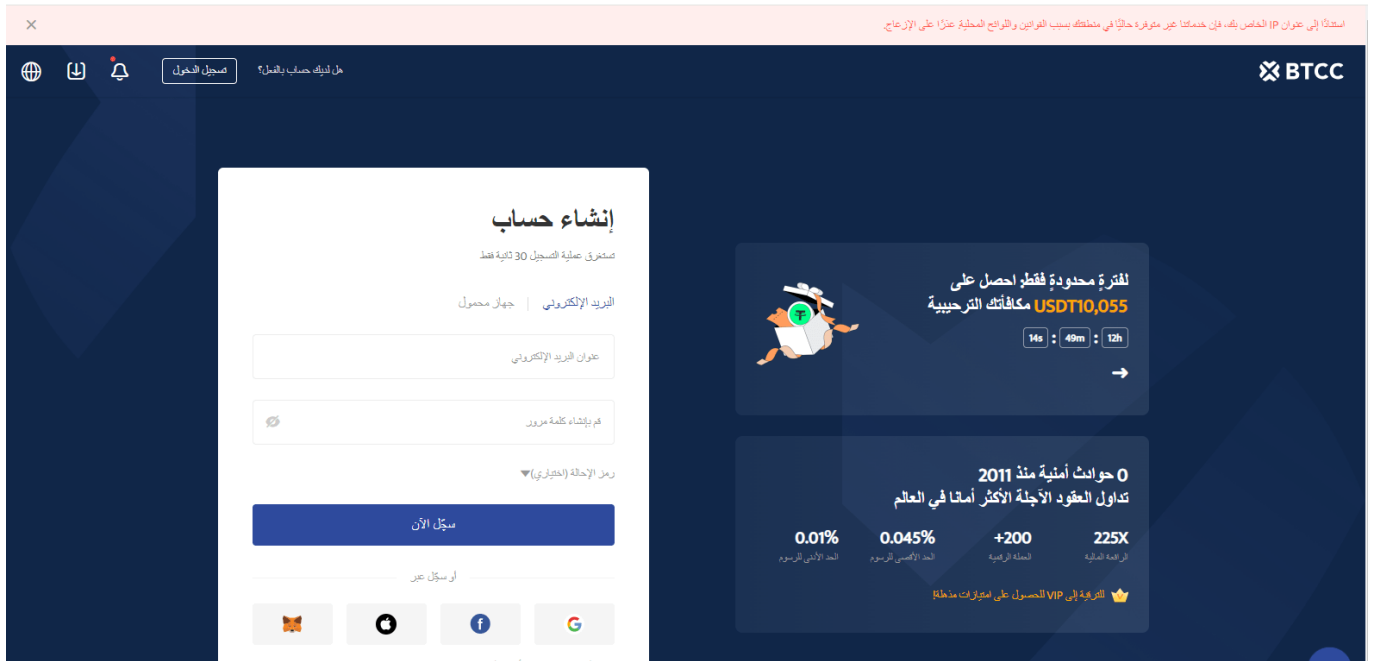 استنادًا إلى عنوان IP الخاص بك، فإن خدماتنا غير متوفرة حاليًا في منطقتك بسبب القوانين واللوائح المحلية. عذرًا على الإزعاج.
BTCC
هل لديك حساب بالفعل؟
تسجيل الدخول
لفترةٍ محدودةٍ فقط: احصل على
USDT10,055 مكافأتك الترحيبية
12h : 49m : 14s
0 حوادث أمنية منذ 2011
تداول العقود الآجلة الأكثر أمانا في العالم
225X
+200
0.045%
0.01%
الرافعة المالية
العملة الرقمية
الحد الأقصى للرسوم
الحد الأدنى للرسوم
للترقية إلى VIP للحصول على امتيازات مذهلة!
إنشاء حساب
تستغرق عملية التسجيل 30 ثانية فقط
البريد الإلكتروني | جهاز محمول
عنوان البريد الإلكتروني
قم بإنشاء كلمة مرور
رمز الإحالة (اختياري)
سجّل الآن
أو سجّل عبر